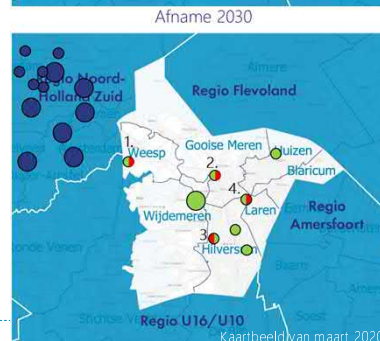 Afname 2030
Almere
Regio Noord-
Holland Zuid
Regio Flevoland
1.
Weesp
Gooise Meren
Huizen
2.
Blaricum
4.
Wijdemeren
Laren
Regio
Amersfoort
3
Hilversum
Baarn
Soest
Regio U16/U10
Kaartbeeld van maart 2020